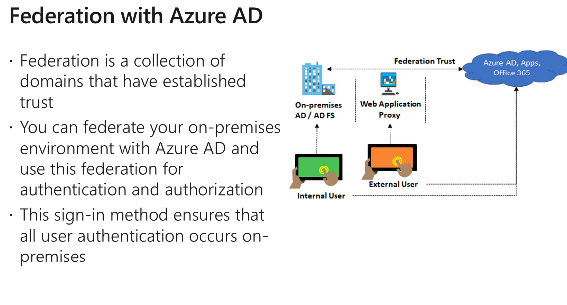 Federation with Azure AD
· Federation is a collection of
domains that have established
trust
· You can federate your on-premises
environment with Azure AD and
use this federation for
authentication and authorization
· This sign-in method ensures that
all user authentication occurs on-
premises
Federation Trust
Azure AD, Apps,
Office 365
On-premises
AD / AD FS
Web Application
Proxy
External User
Internal User